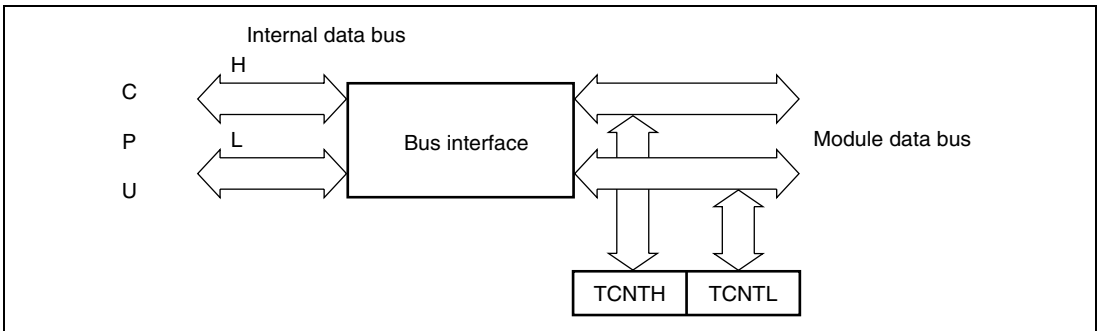 Internal data bus
H
C
P
U
L
Bus interface
Module data bus
TCNTH
TCNTL